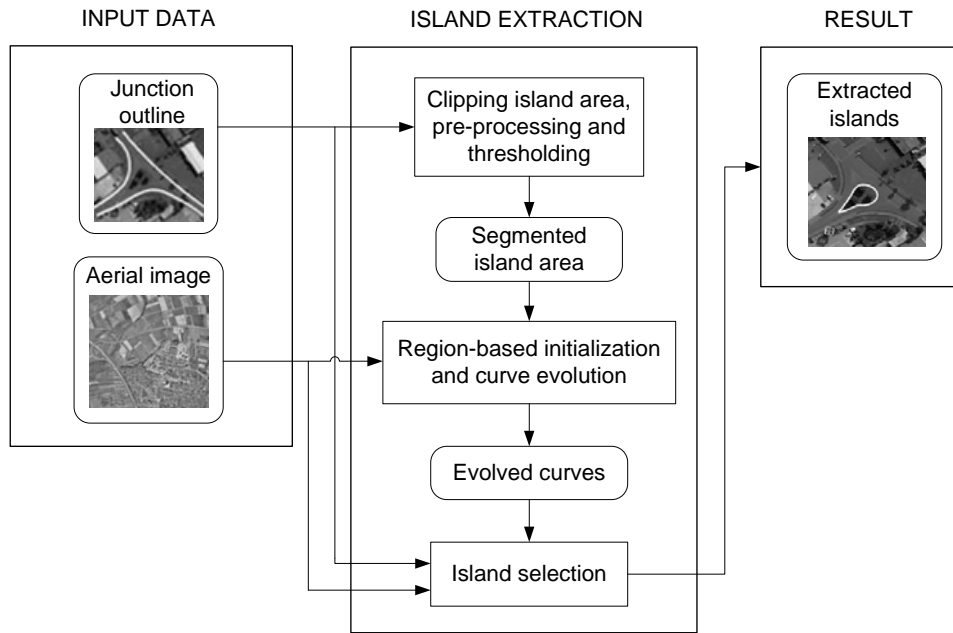 INPUT DATA
Junction
outline
Aerial image
ISLAND EXTRACTION
Clipping island area,
pre-processing and
thresholding
Segmented
island area
Region-based initialization
and curve evolution
Evolved curves
Island selection
RESULT
Extracted
islands